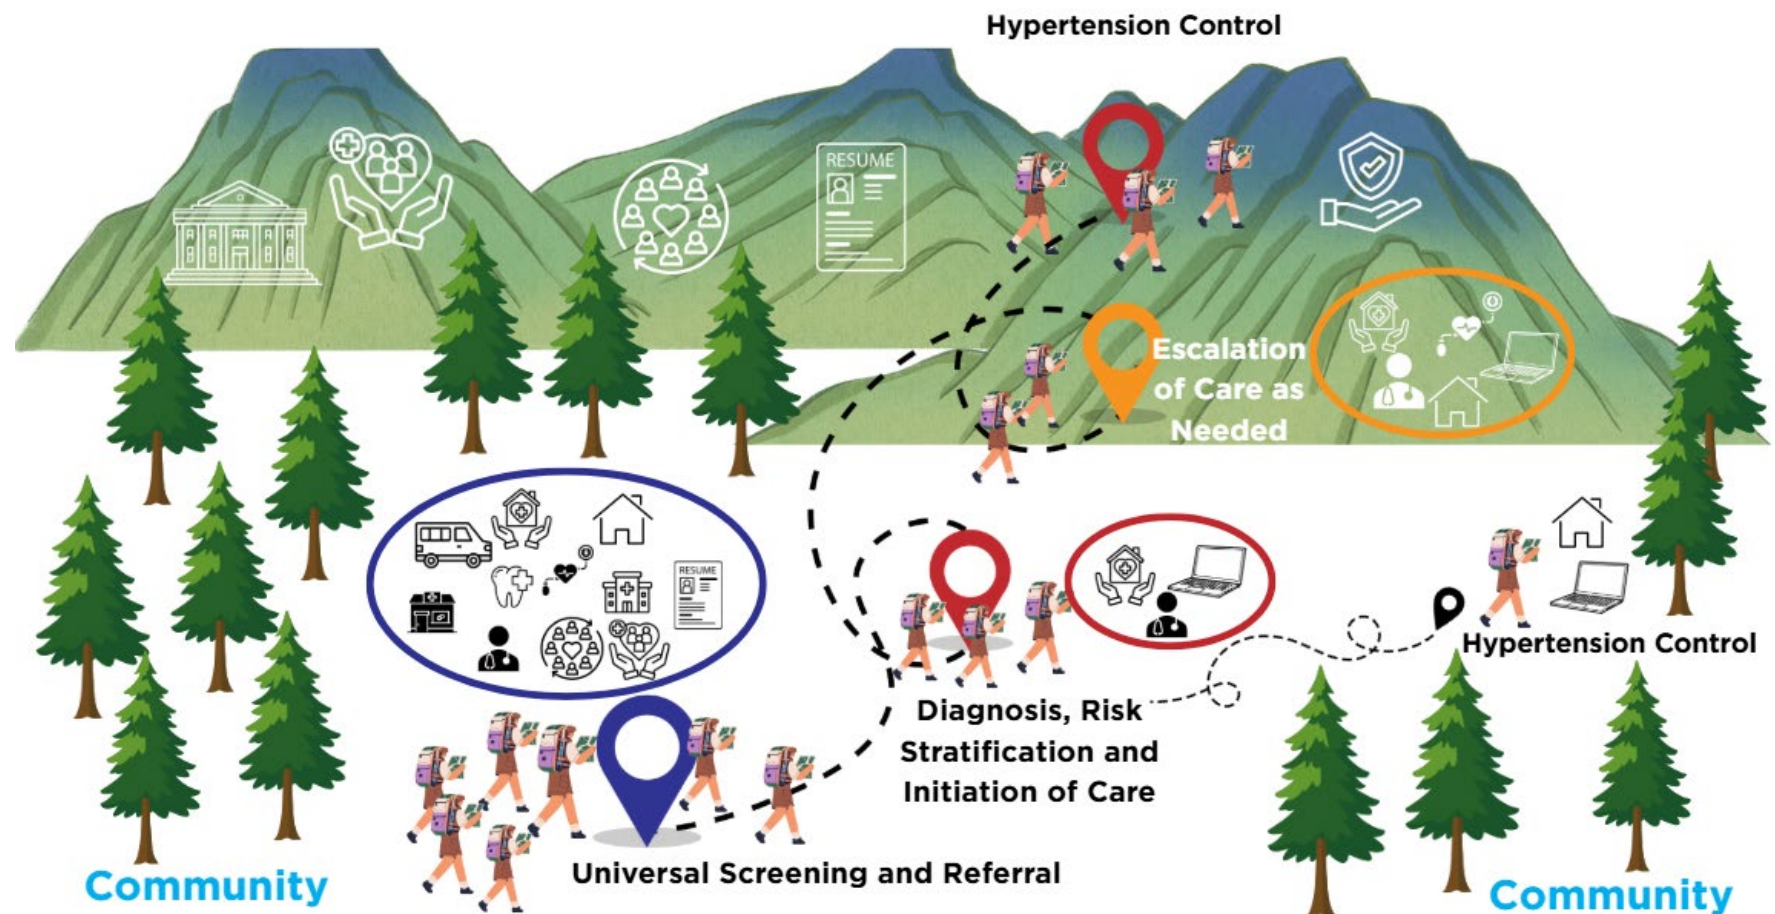 Hypertension Control
RESUME
Escalation
of Care as
Needed
RESUME
Hypertension Control
Diagnosis, Risk
Stratification and
Initiation of Care
Universal Screening and Referral
Community
Community